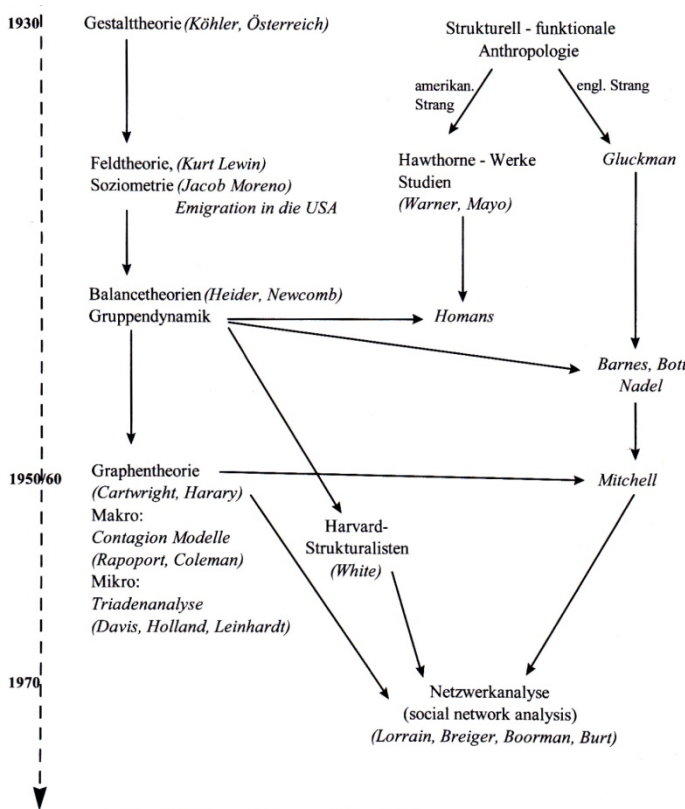 1930
Gestalttheorie (Köhler, Österreich)
Strukturell - funktionale
Anthropologie
amerikan.
Strang
engl. Strang
Feldtheorie, (Kurt Lewin)
Soziometrie (Jacob Moreno)
Emigration in die USA
Hawthorne - Werke
Studien
(Warner, Mayo)
Gluckman
Balancetheorien (Heider, Newcomb)
Gruppendynamik
Homans
Barnes, Bott
Nadel
1950/60
Graphentheorie
(Cartwright, Harary)
Makro:
Contagion Modelle
(Rapoport, Coleman)
Mikro:
Triadenanalyse
(Davis, Holland, Leinhardt)
Mitchell
Harvard-
Strukturalisten
(White)
1970
Netzwerkanalyse
(social network analysis)
(Lorrain, Breiger, Boorman, Burt)